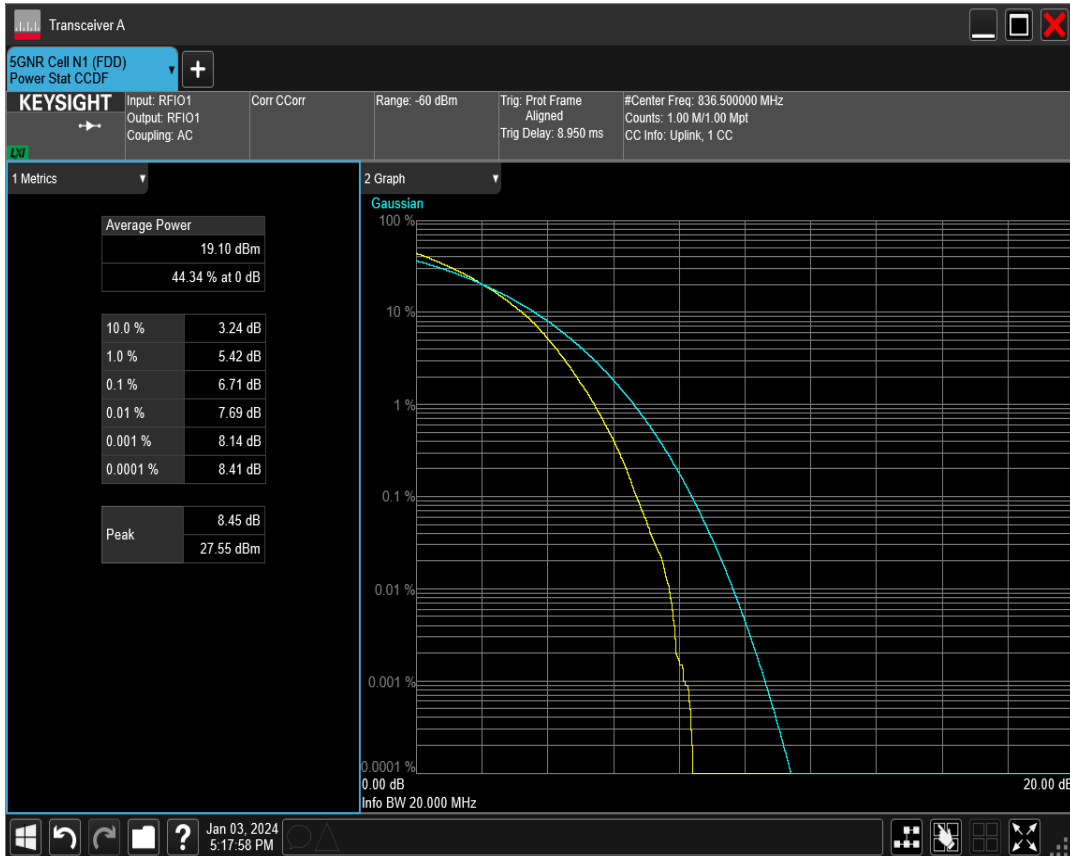 Transceiver A
5GNR Cell N1 (FDD)
Power Stat CCDF
+
KEYSIGHT
LXI
Input: RFIO1
Output: RFIO1
Coupling: AC
Corr CCorr
Range: -60 dBm
Trig: Prot Frame
Aligned
Trig Delay: 8.950 ms
#Center Freq: 836.500000 MHz
Counts: 1.00 M/1.00 Mpt
CC Info: Uplink, 1 CC
1 Metrics
Average Power
19.10 dBm
44.34 % at 0 dB
10.0 % 3.24 dB
1.0 % 5.42 dB
0.1 % 6.71 dB
0.01 % 7.69 dB
0.001 % 8.14 dB
0.0001 % 8.41 dB
Peak
8.45 dB
27.55 dBm
2 Graph
Gaussian
100 %
10 %
1 %
0.1 %
0.01 %
0.001 %
0.0001 %
0.00 dB 20.00 dB
Info BW 20.000 MHz
?
Jan 03, 2024
5:17:58 PM